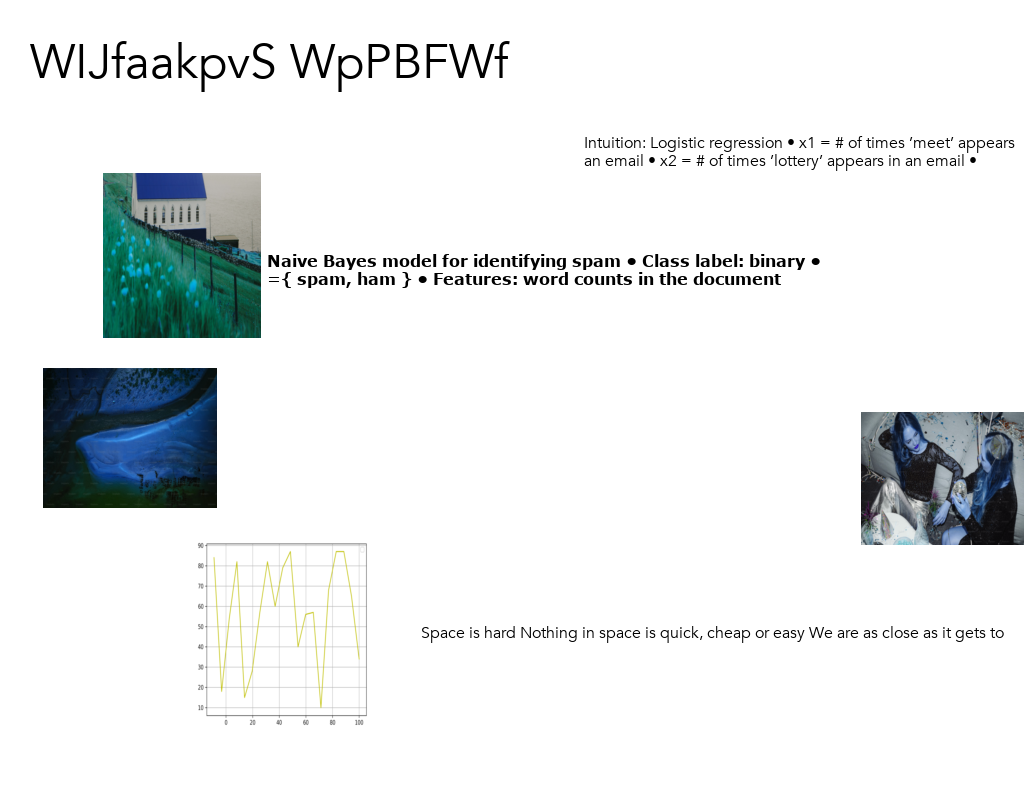 WIJfaakpvS WpPBFWf
Intuition: Logistic regression • x1 = # of times ’meet’ appears
an email • x2 = # of times ’lottery’ appears in an email •
Naive Bayes model for identifying spam • Class label: binary •
={ spam, ham } • Features: word counts in the document
90
80
70
60
50
40
30
20
10
0 20 40 60 80 100
Space is hard Nothing in space is quick, cheap or easy We are as close as it gets to